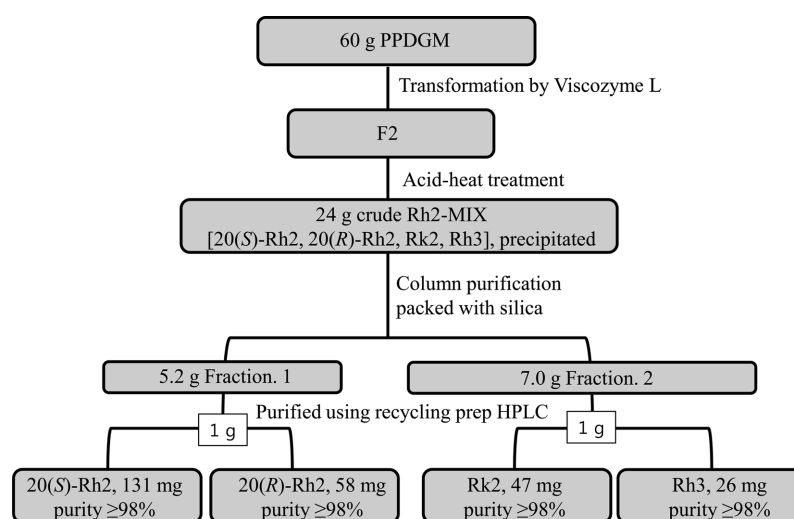 60 g PPDGM
Transformation by Viscozyme L
F2
Acid-heat treatment
24 g crude Rh2-MIX
[20(S)-Rh2, 20(R)-Rh2, Rk2, Rh3], precipitated
Column purification
packed with silica
5.2 g Fraction. 1
7.0 g Fraction. 2
Purified using recycling prep HPLC
1 g
1 g
20(S)-Rh2, 131 mg
purity ≥98%
20(R)-Rh2, 58 mg
purity ≥98%
Rk2, 47 mg
purity ≥98%
Rh3, 26 mg
purity ≥98%